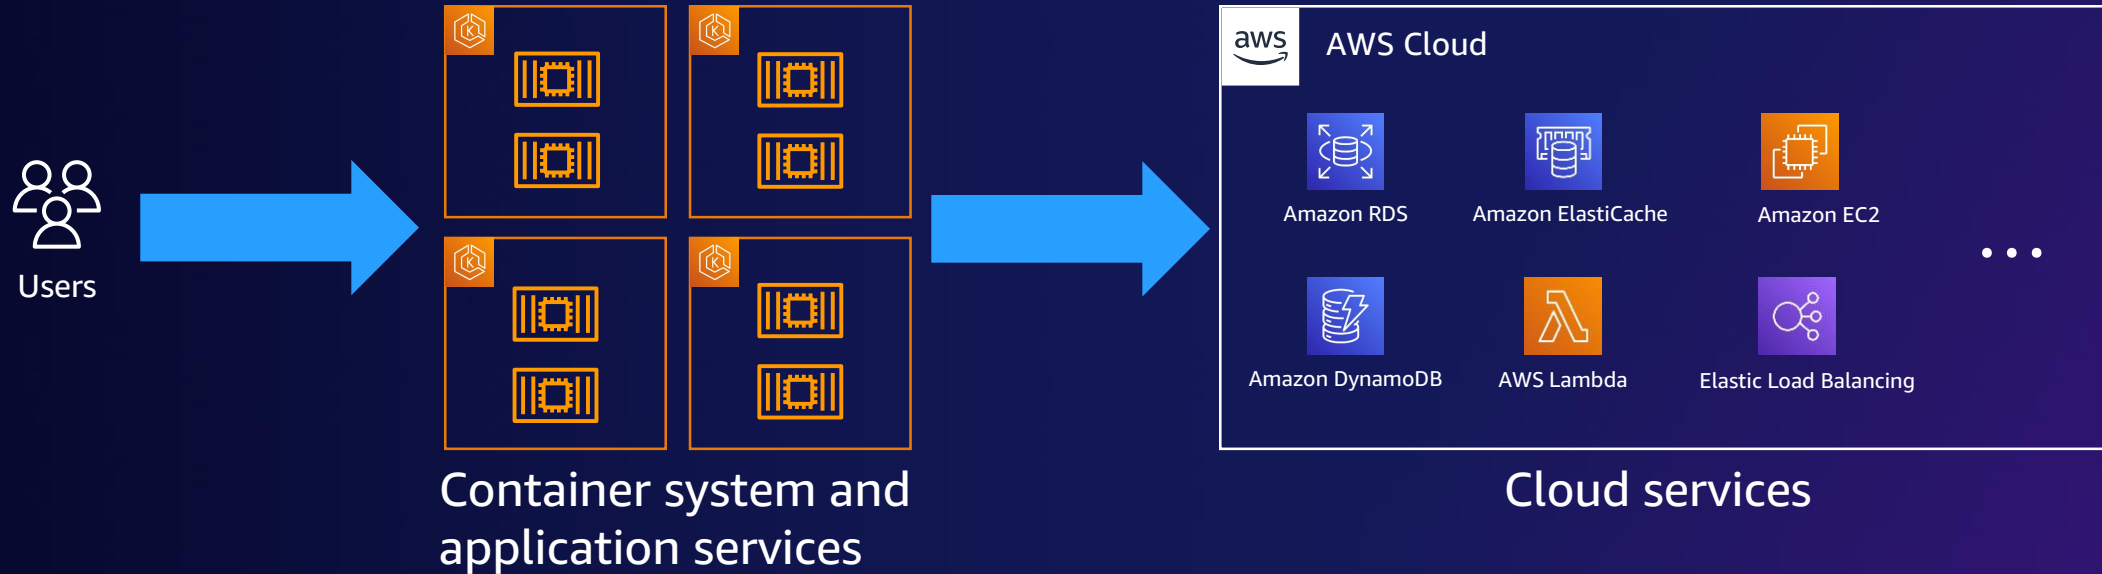 aws
AWS Cloud
Amazon RDS
Amazon ElastiCache
Amazon EC2
Users
...
Amazon DynamoDB
AWS Lambda
Elastic Load Balancing
Container system and
application services
Cloud services
K
K
K
K